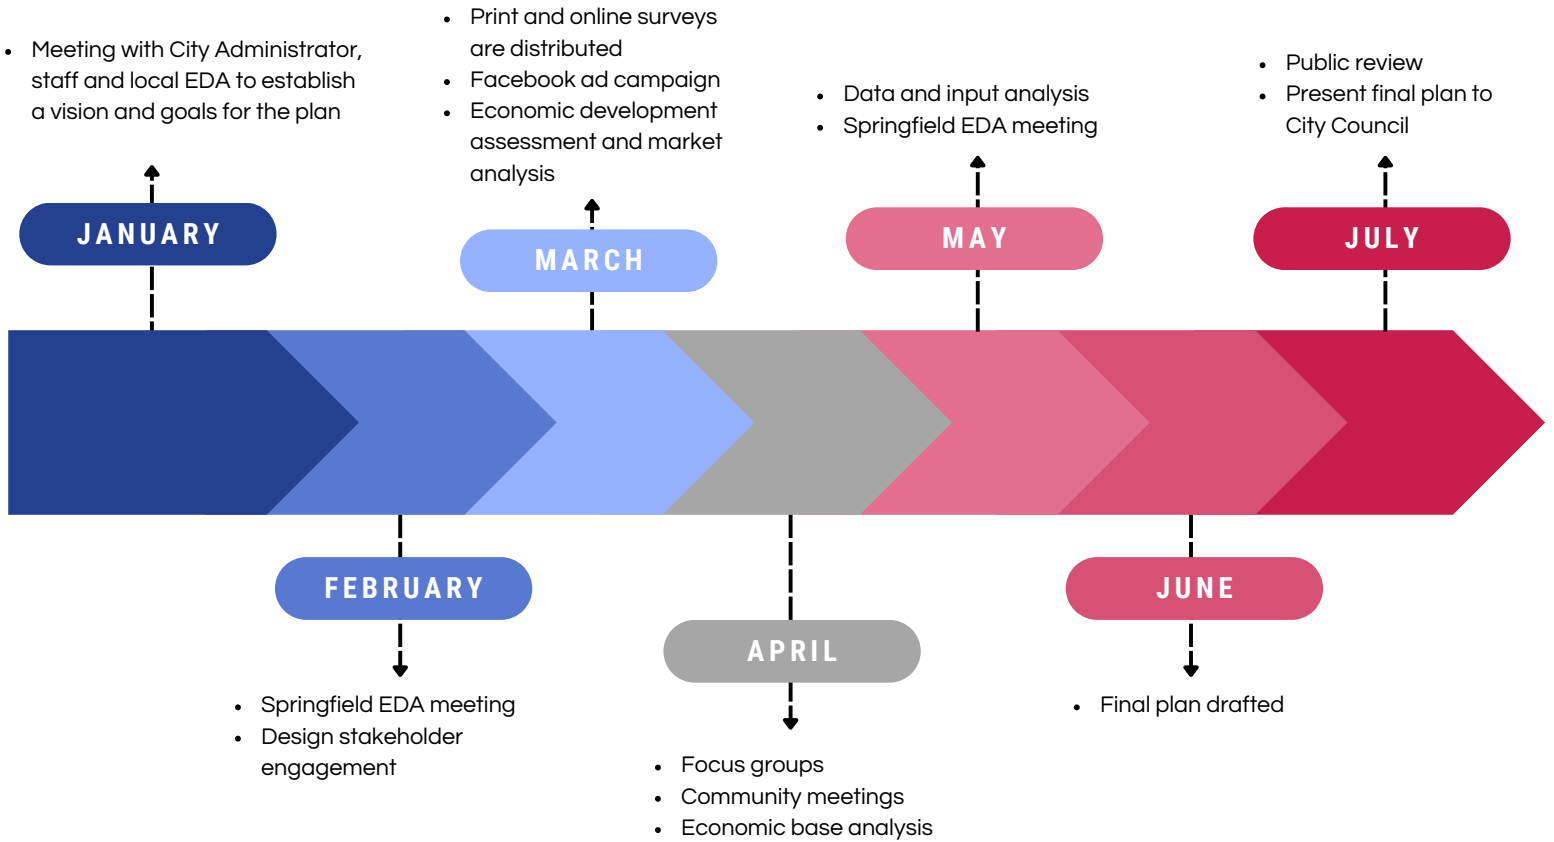 • Meeting with City Administrator,
staff and local EDA to establish
a vision and goals for the plan
JANUARY
• Print and online surveys
are distributed
• Facebook ad campaign
• Economic development
assessment and market
analysis
MARCH
• Data and input analysis
• Springfield EDA meeting
MAY
• Public review
• Present final plan to
City Council
JULY
FEBRUARY
• Springfield EDA meeting
• Design stakeholder
engagement
APRIL
• Focus groups
• Community meetings
• Economic base analysis
JUNE
• Final plan drafted